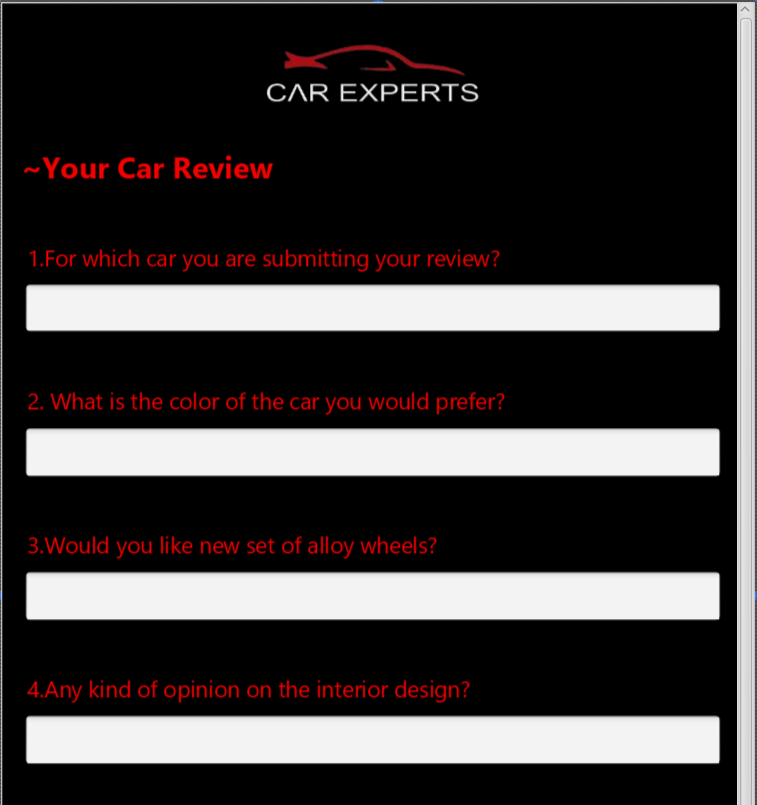 CAR EXPERTS
~Your Car Review
1.For which car you are submitting your review?
2. What is the color of the car you would prefer?
3.Would you like new set of alloy wheels?
4.Any kind of opinion on the interior design?